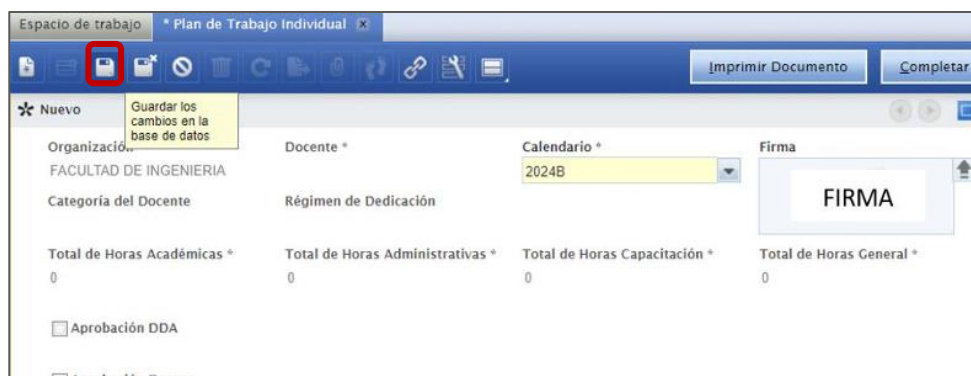 Espacio de trabajo
* Plan de Trabajo Individual
Imprimir Documento
Completar
Nuevo
Guardar los
cambios en la
base de datos
Organización
Docente *
Calendario *
Firma
FACULTAD DE INGENIERIA
2024B
FIRMA
Categoría del Docente
Régimen de Dedicación
Total de Horas Académicas *
Total de Horas Administrativas *
Total de Horas Capacitación *
Total de Horas General *
0
0
0
0
Aprobación DDA